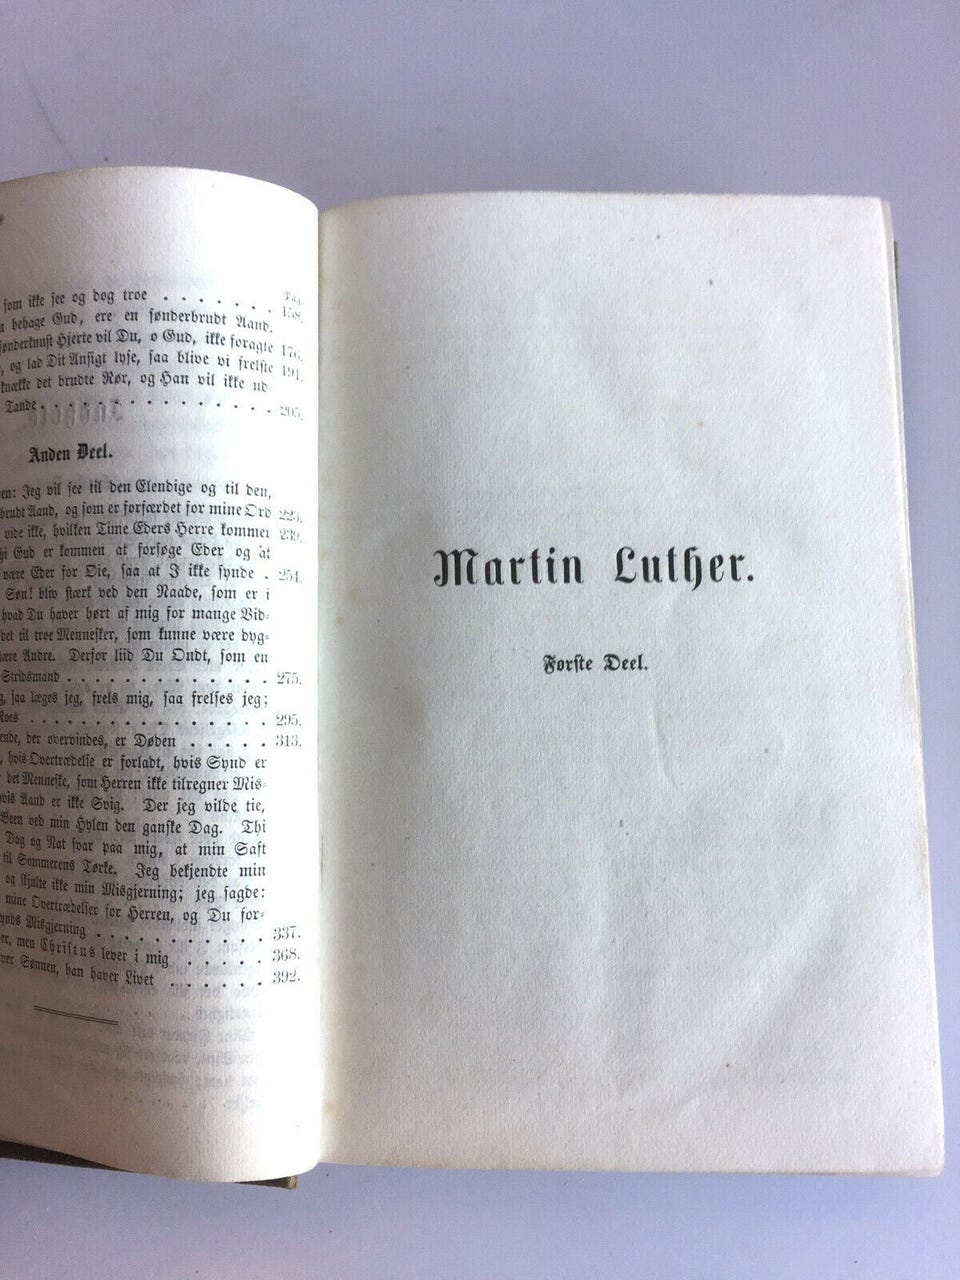 som ikke see og dog troe . . . . . . . 158.
behage Gud, ere en sønderbrudt Aand.
sønderknust Hjerte vil Du, o Gud, ikke foragte 176.
og lad Dit Ansigt lyse, saa blive vi frelste 191.
knække det brudte Rør, og Han vil ikke ud
Tande . . . . . . . . . . . . . . . 205.
Anden Deel.
Jeg vil see til den Elendige og til den,
brudt Aand, og som er forfærdet for mine Ord 223.
vide ikke, hvilken Time Eders Herre kommer 239.
Gud er kommen at forsøge Eder og at
være Eder for Øie, saa at I ikke synde . 254.
Søn! bliv stærk ved den Naade, som er i
hvad Du haver hørt af mig for mange Vid-
det til troe Mennesker, som kunne være dyg-
lære Andre. Derfor liid Du Ondt, som en
Stridsmand . . . . . . . . . . . . . 275.
saa læges jeg, frels mig, saa frelses jeg;
Roes . . . . . . . . . . . . . . . 295.
der overvindes, er Døden . . . . . 313.
hvis Overtrædelse er forladt, hvis Synd er
det Menneske, som Herren ikke tilregner Mis-
hvis Aand er ikke Svig. Der jeg vilde tie,
Been ved min Hylen den ganske Dag. Thi
Dag og Nat svar paa mig, at min Saft
til Sommerens Tørke. Jeg bekjendte min
og skjulte ikke min Misgjerning; jeg sagde:
mine Overtrædelser for Herren, og Du for-
Synds Misgjerning . . . . . . . . . . . 337.
men Christus lever i mig . . . . . 368.
Sønnen, han haver Livet . . . . . . 392.
Martin Luther.
Første Deel.